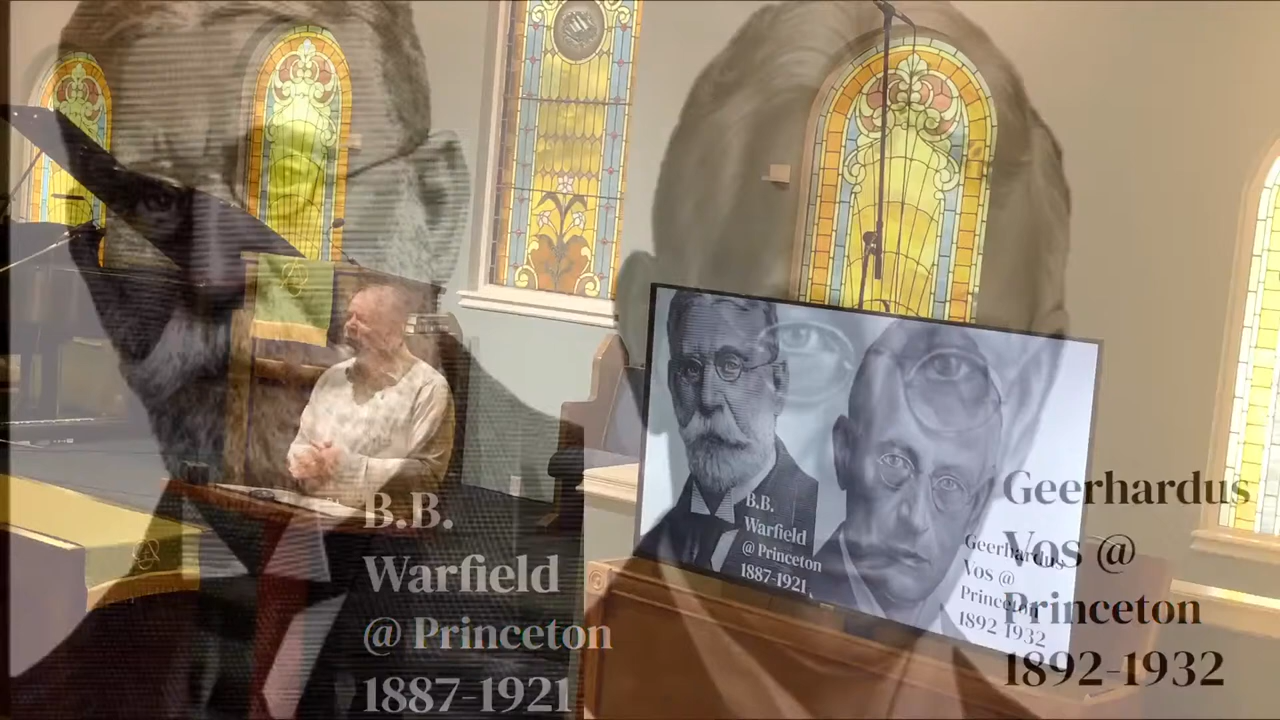 B.B.
Warfield
@ Princeton
1887-1921
Geerhardus
Vos @
Princeton
1892-1932
B.B.
Warfield
@ Princeton
1887-1921
Geerhardus
Vos @
Princeton
1892-1932